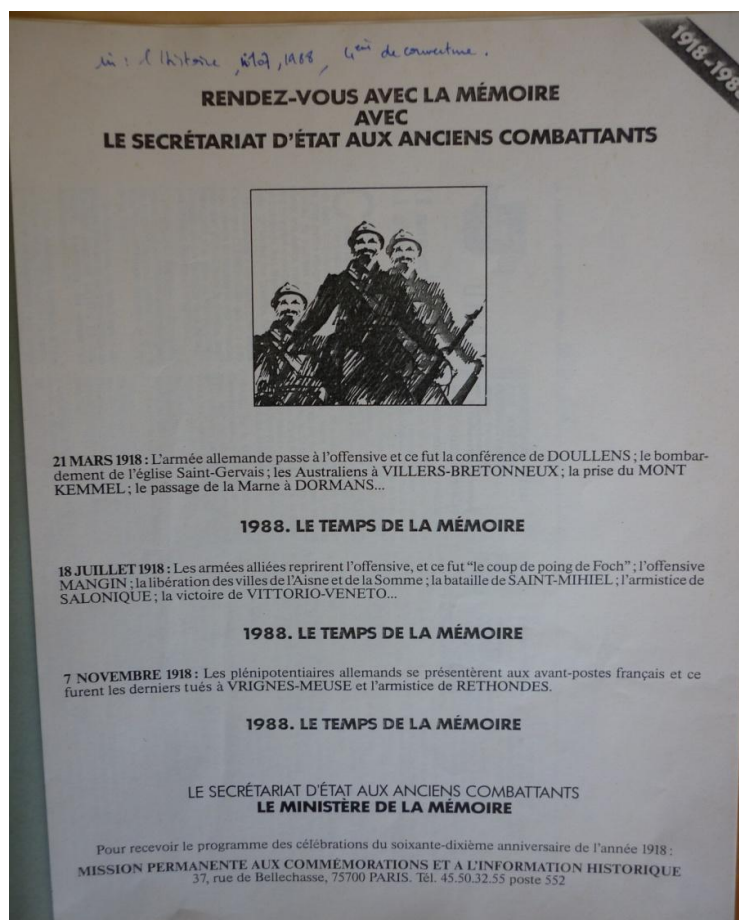 in : l'histoire, n°107, 1988, 4ème de couverture.
1918-198
RENDEZ-VOUS AVEC LA MÉMOIRE
AVEC
LE SECRÉTARIAT D'ÉTAT AUX ANCIENS COMBATTANTS
21 MARS 1918 : L'armée allemande passe à l'offensive et ce fut la conférence de DOULLENS ; le bombar-
dement de l'église Saint-Gervais ; les Australiens à VILLERS-BRETONNEUX ; la prise du MONT
KEMMEL ; le passage de la Marne à DORMANS...
1988. LE TEMPS DE LA MÉMOIRE
18 JUILLET 1918 : Les armées alliées reprirent l'offensive, et ce fut "le coup de poing de Foch" ; l'offensive
MANGIN ; la libération des villes de l'Aisne et de la Somme ; la bataille de SAINT-MIHIEL ; l'armistice de
SALONIQUE ; la victoire de VITTORIO-VENETO...
1988. LE TEMPS DE LA MÉMOIRE
7 NOVEMBRE 1918 : Les plénipotentiaires allemands se présentèrent aux avant-postes français et ce
furent les derniers tués à VRIGNES-MEUSE et l'armistice de RETHONDES.
1988. LE TEMPS DE LA MÉMOIRE
LE SECRÉTARIAT D'ÉTAT AUX ANCIENS COMBATTANTS
LE MINISTÈRE DE LA MÉMOIRE
Pour recevoir le programme des célébrations du soixante-dixième anniversaire de l'année 1918 :
MISSION PERMANENTE AUX COMMÉMORATIONS ET A L'INFORMATION HISTORIQUE
37, rue de Bellechasse, 75700 PARIS. Tél. 45.50.32.55 poste 552